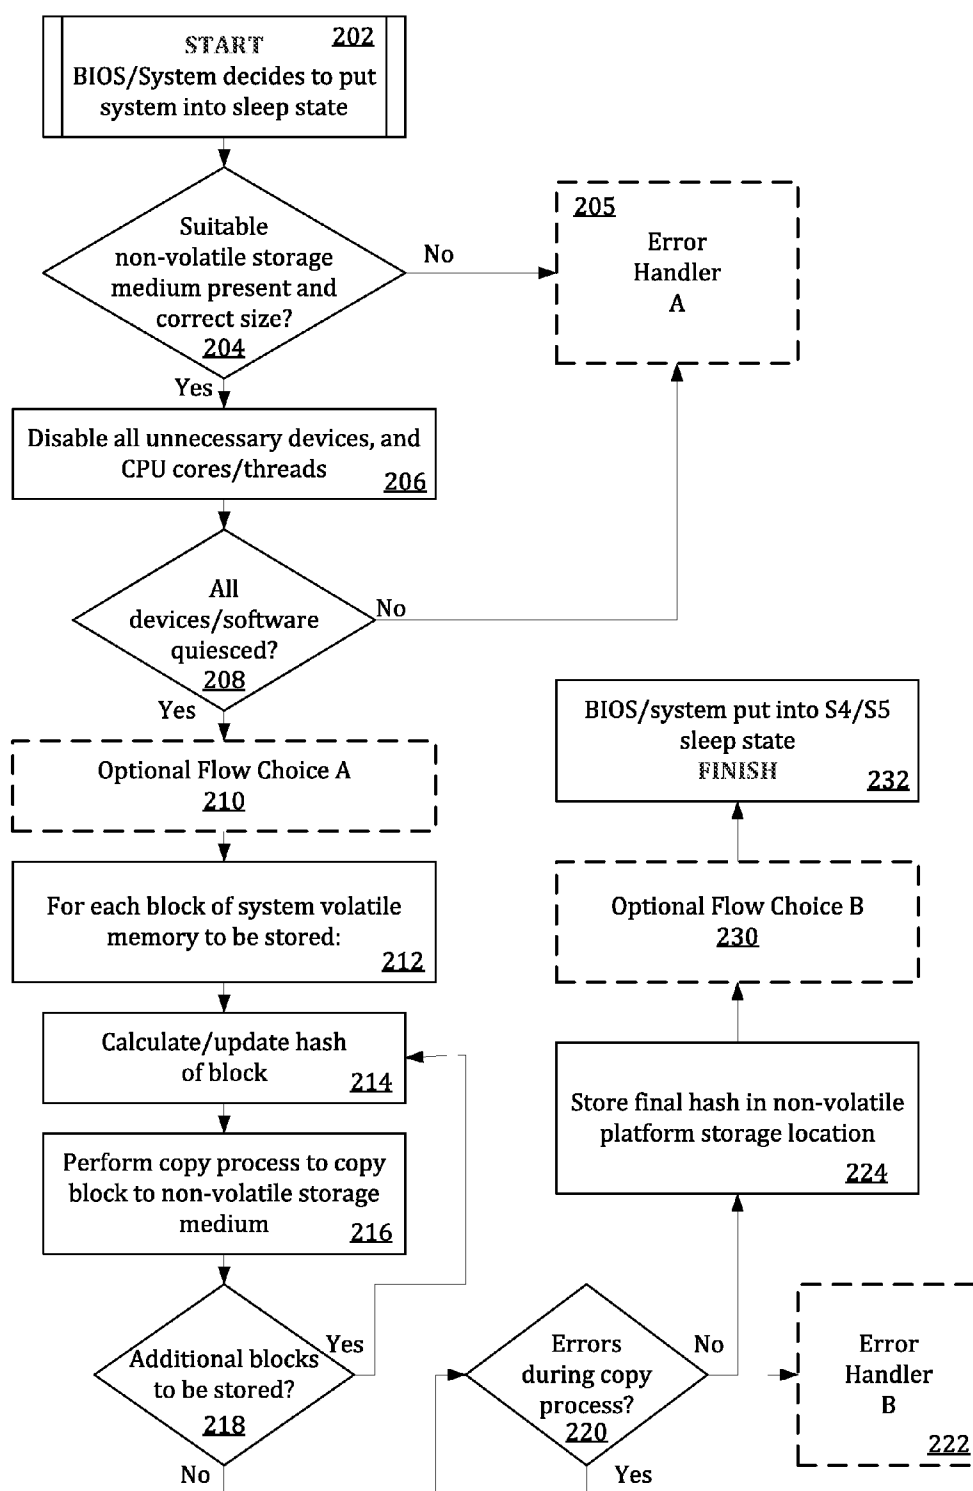 START 202
BIOS/System decides to put
system into sleep state
Suitable
non-volatile storage
medium present and
correct size?
204
No
Yes
205
Error
Handler
A
Disable all unnecessary devices, and
CPU cores/threads
206
All
devices/software
quiesced?
208
No
Yes
Optional Flow Choice A
210
For each block of system volatile
memory to be stored:
212
Calculate/update hash
of block
214
Perform copy process to copy
block to non-volatile storage
medium
216
Additional blocks
to be stored?
218
Yes
No
Errors
during copy
process?
220
No
Yes
Error
Handler
B
222
Store final hash in non-volatile
platform storage location
224
Optional Flow Choice B
230
BIOS/system put into S4/S5
sleep state
FINISH
232